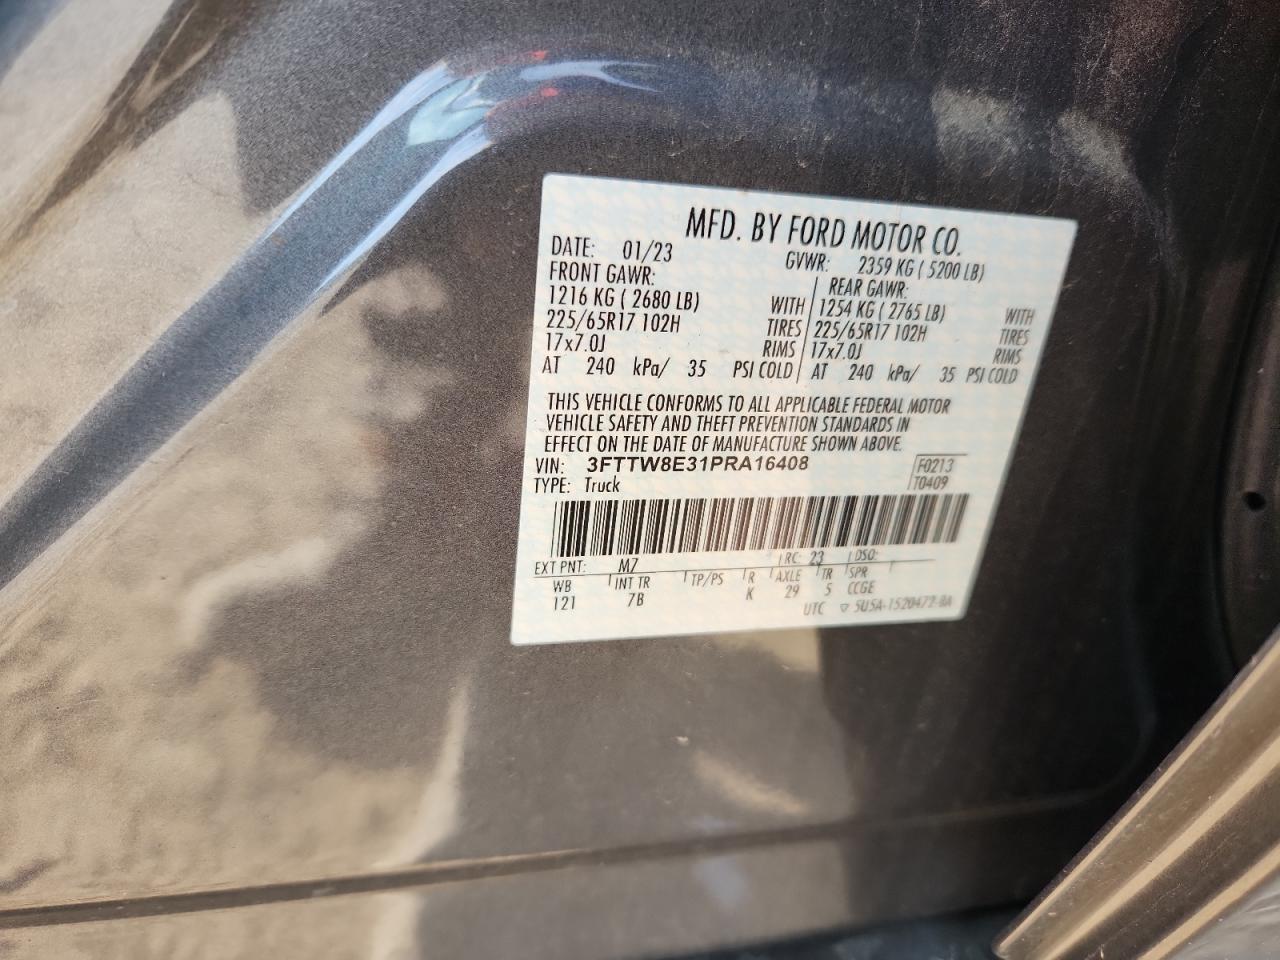 MFD. BY FORD MOTOR CO.
DATE: 01/23 GVWR: 2359 KG ( 5200 LB)
FRONT GAWR: REAR GAWR:
1216 KG ( 2680 LB) WITH 1254 KG ( 2765 LB) WITH
225/65R17 102H TIRES 225/65R17 102H TIRES
17x7.0J RIMS 17x7.0J RIMS
AT 240 kPa/ 35 PSI COLD AT 240 kPa/ 35 PSI COLD
THIS VEHICLE CONFORMS TO ALL APPLICABLE FEDERAL MOTOR
VEHICLE SAFETY AND THEFT PREVENTION STANDARDS IN
EFFECT ON THE DATE OF MANUFACTURE SHOWN ABOVE.
VIN: 3FTTW8E31PRA16408 F0213
TYPE: Truck T0409
EXT PNT: M7 RC: 23 DSO:
WB INT TR TP/PS R AXLE TR SPR
121 7B K 29 5 CCGE
UTC ▽ 5U5A-1520472-BA